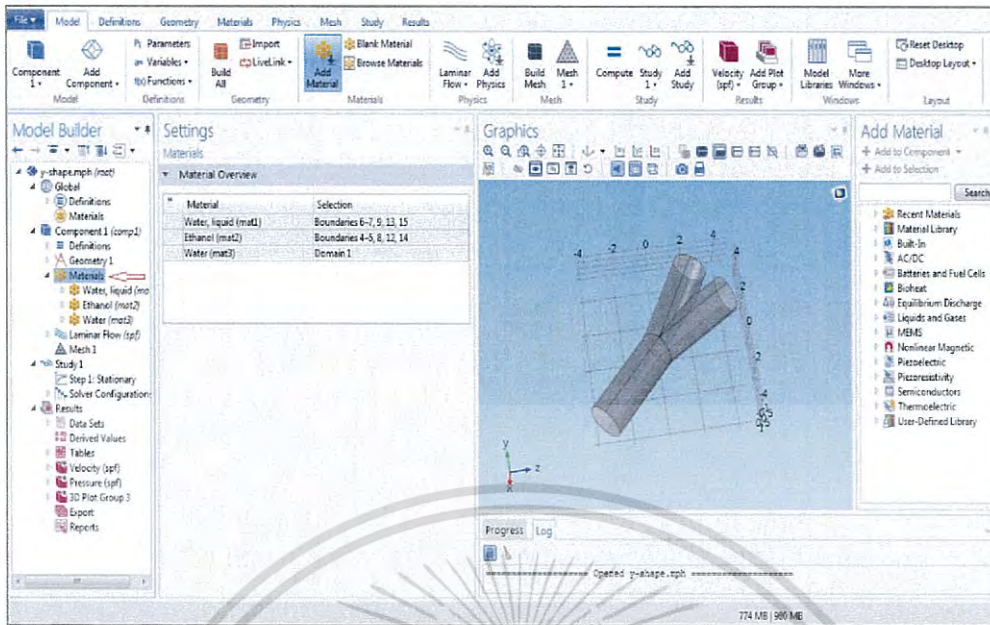 File Model Definitions Geometry Materials Physics Mesh Study Results
Component 1
Add Component
Model
Pi Parameters
a= Variables
f(x) Functions
Definitions
Build All
Import
LiveLink
Geometry
Add Material
Blank Material
Browse Materials
Materials
Laminar Flow
Add Physics
Physics
Build Mesh
Mesh 1
Mesh
Compute
Study 1
Add Study
Study
Velocity (spf)
Add Plot Group
Results
Model Libraries
More Windows
Windows
Reset Desktop
Desktop Layout
Layout
Model Builder
y-shape.mph (root)
Global
Definitions
Materials
Component 1 (comp1)
Definitions
Geometry 1
Materials
Water, liquid (ma
Ethanol (mat2)
Water (mat3)
Laminar Flow (spf)
Mesh 1
Study 1
Step 1: Stationary
Solver Configurations
Results
Data Sets
Derived Values
Tables
Velocity (spf)
Pressure (spf)
3D Plot Group 3
Export
Reports
Settings
Materials
Material Overview
Material Selection
Water, liquid (mat1) Boundaries 6-7, 9, 13, 15
Ethanol (mat2) Boundaries 4-5, 8, 12, 14
Water (mat3) Domain 1
Graphics
-4 -2 0 2 4
4
2
0
y
z
x
Progress Log
Opened y-shape.mph
774 MB | 980 MB
Add Material
Add to Component
Add to Selection
Search
Recent Materials
Material Library
Built-In
AC/DC
Batteries and Fuel Cells
Bioheat
Equilibrium Discharge
Liquids and Gases
MEMS
Nonlinear Magnetic
Piezoelectric
Piezoresistivity
Semiconductors
Thermoelectric
User-Defined Library